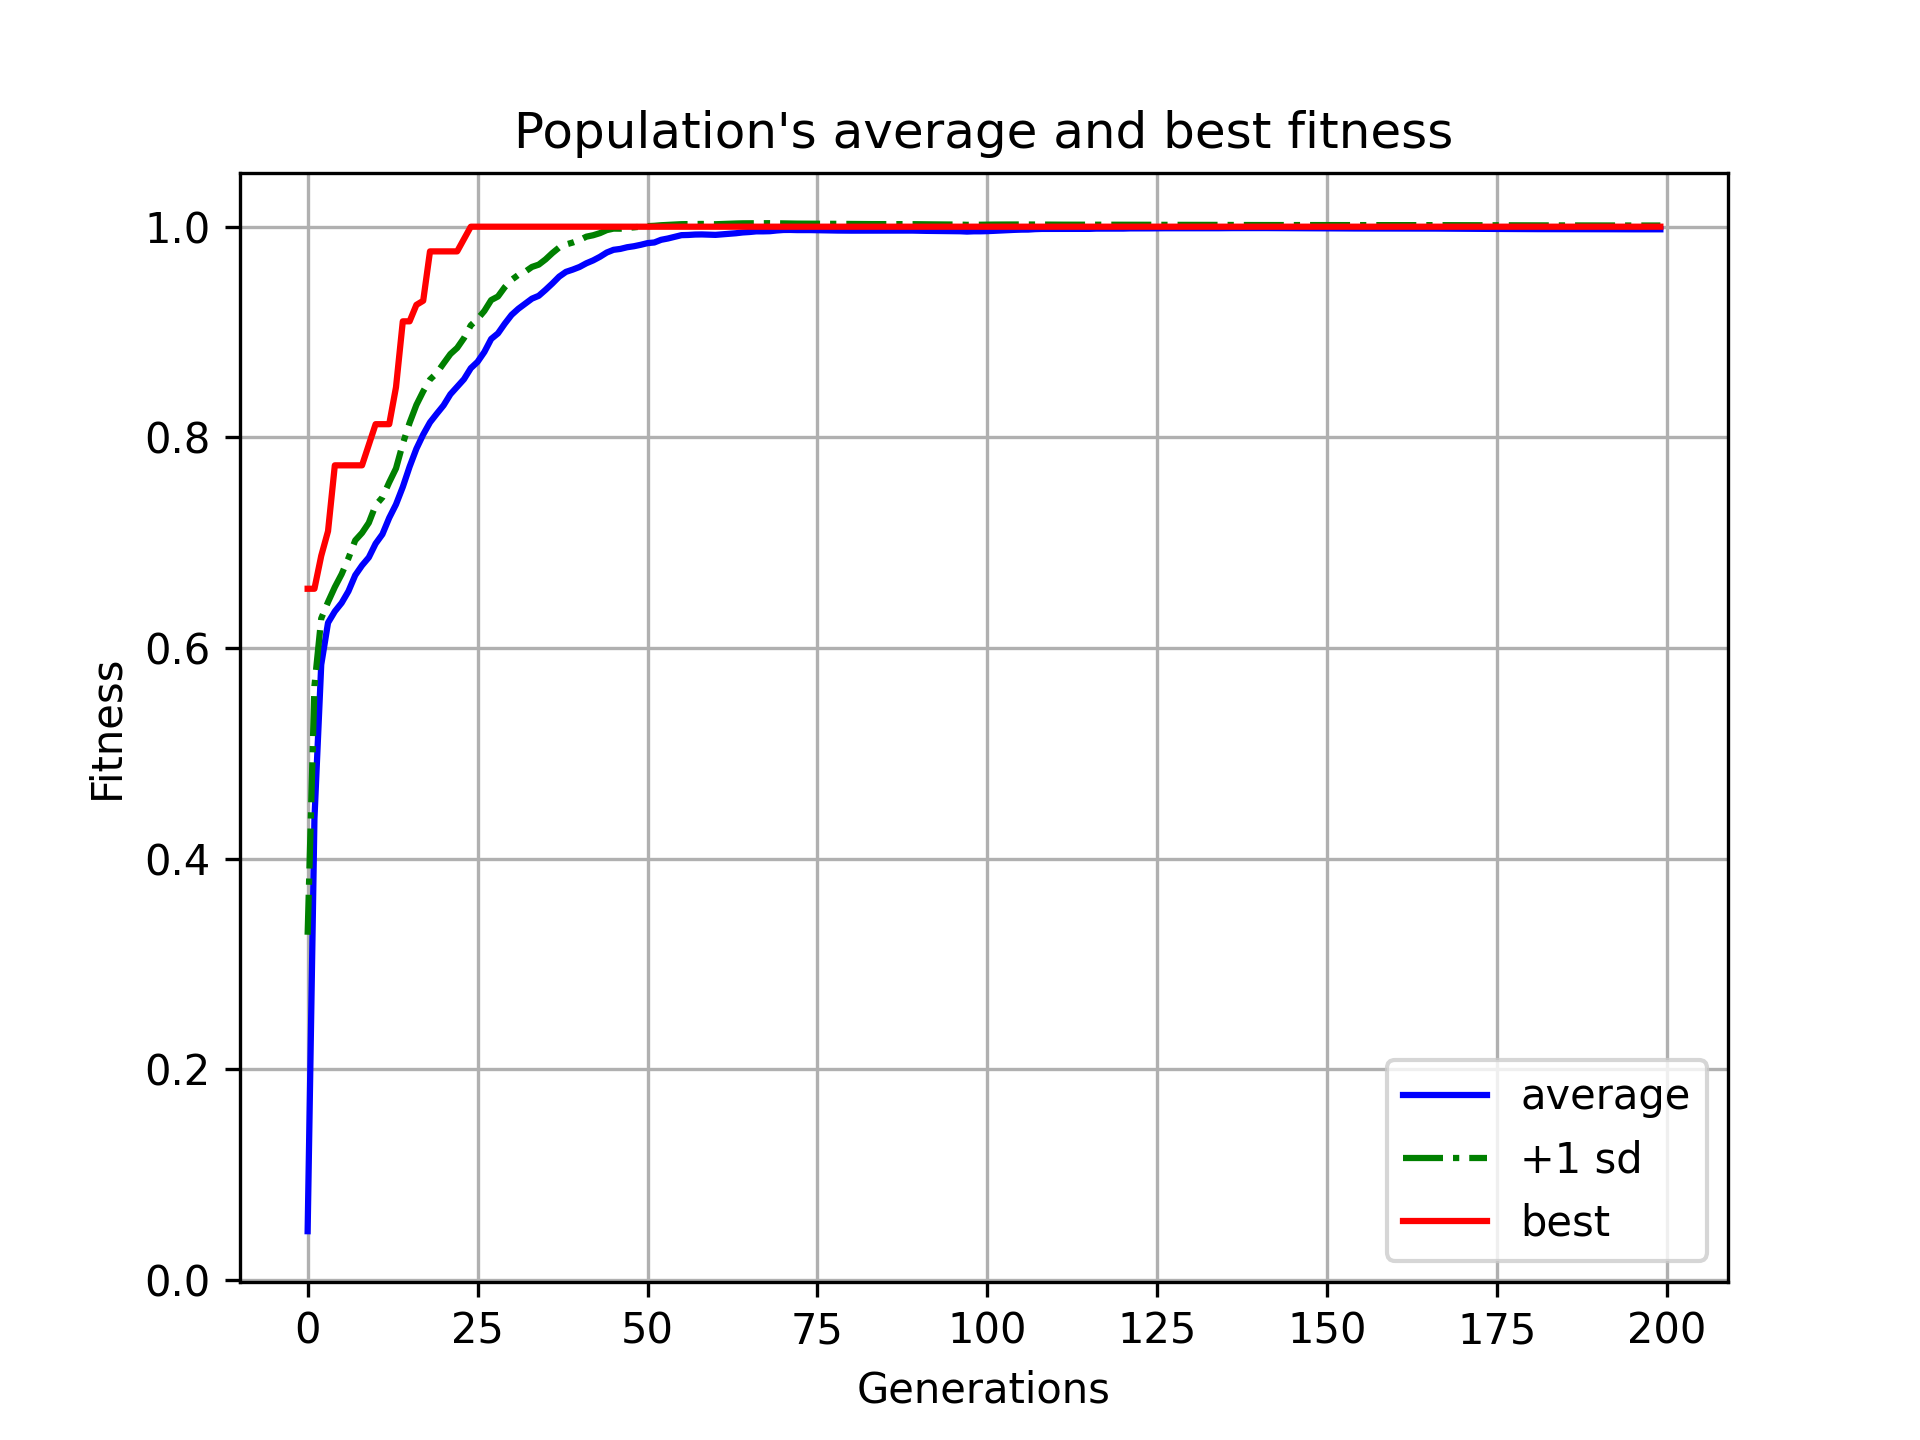 Population's average and best fitness
1.0
0.8
0.6
0.4
0.2
0.0
Fitness
0 25 50 75 100 125 150 175 200
Generations
average
+1 sd
best